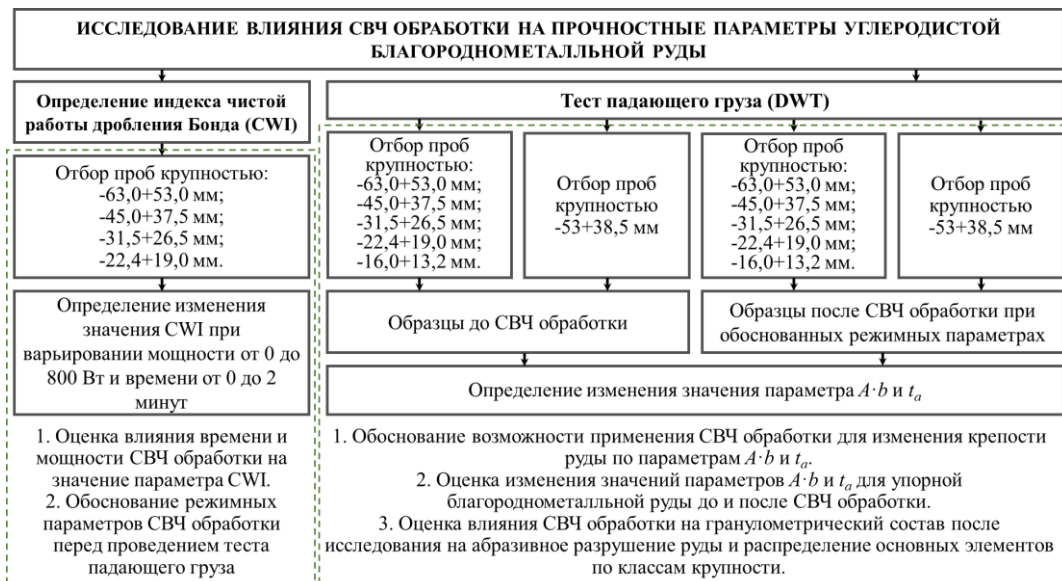 ИССЛЕДОВАНИЕ ВЛИЯНИЯ СВЧ ОБРАБОТКИ НА ПРОЧНОСТНЫЕ ПАРАМЕТРЫ УГЛЕРОДИСТОЙ
БЛАГОРОДНОМЕТАЛЛЬНОЙ РУДЫ
Определение индекса чистой
работы дробления Бонда (CWI)
Отбор проб крупностью:
-63,0+53,0 мм;
-45,0+37,5 мм;
-31,5+26,5 мм;
-22,4+19,0 мм.
Определение изменения
значения CWI при
варьировании мощности от 0 до
800 Вт и времени от 0 до 2
минут
1. Оценка влияния времени и
мощности СВЧ обработки на
значение параметра CWI.
2. Обоснование режимных
параметров СВЧ обработки
перед проведением теста
падающего груза
Тест падающего груза (DWT)
Отбор проб
крупностью:
-63,0+53,0 мм;
-45,0+37,5 мм;
-31,5+26,5 мм;
-22,4+19,0 мм;
-16,0+13,2 мм.
Отбор проб
крупностью
-53+38,5 мм
Отбор проб
крупностью:
-63,0+53,0 мм;
-45,0+37,5 мм;
-31,5+26,5 мм;
-22,4+19,0 мм;
-16,0+13,2 мм.
Отбор проб
крупностью
-53+38,5 мм
Образцы до СВЧ обработки
Образцы после СВЧ обработки при
обоснованных режимных параметрах
Определение изменения значения параметра A·b и tₐ
1. Обоснование возможности применения СВЧ обработки для изменения крепости
руды по параметрам A·b и tₐ.
2. Оценка изменения значений параметров A·b и tₐ для упорной
благороднометалльной руды до и после СВЧ обработки.
3. Оценка влияния СВЧ обработки на гранулометрический состав после
исследования на абразивное разрушение руды и распределение основных элементов
по классам крупности.